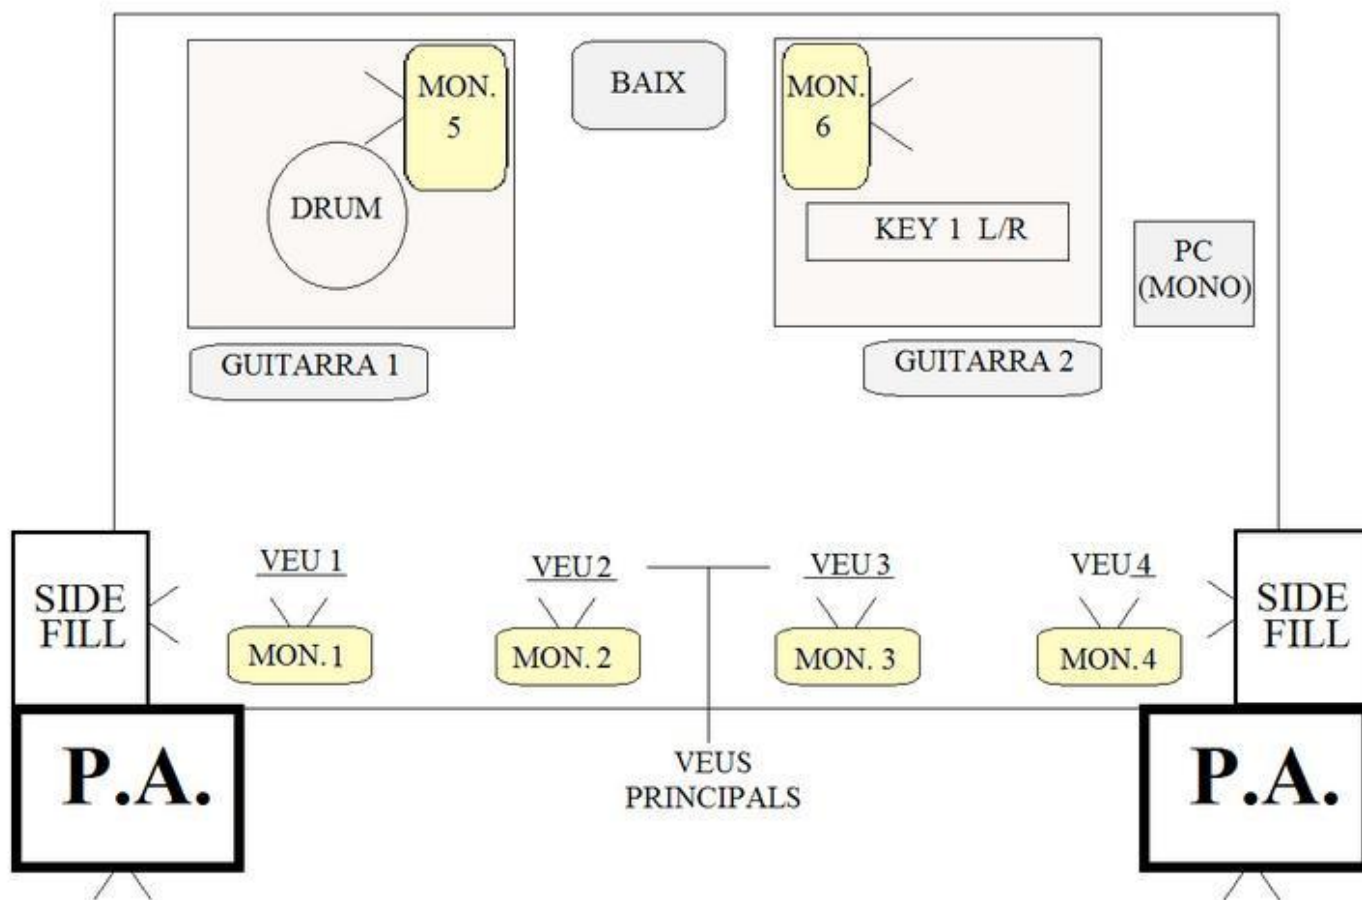 MON.
5
BAIX
MON.
6
DRUM
KEY 1 L/R
PC
(MONO)
GUITARRA 1
GUITARRA 2
SIDE
FILL
VEU 1
VEU 2
VEU 3
VEU 4
SIDE
FILL
MON. 1
MON. 2
MON. 3
MON. 4
P.A.
VEUS
PRINCIPALS
P.A.